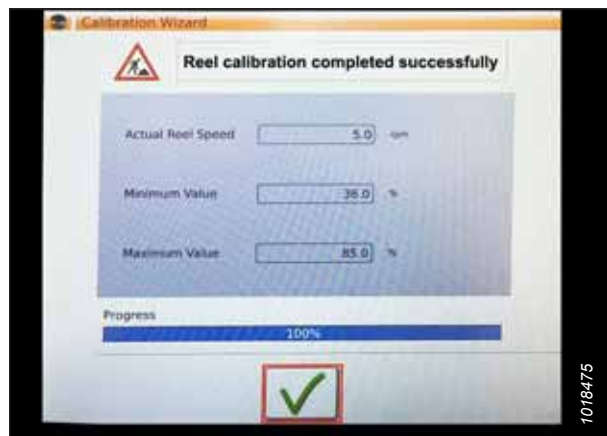 Calibration Wizard
Reel calibration completed successfully
Actual Reel Speed 5.0 rpm
Minimum Value 36.0 %
Maximum Value 85.0 %
Progress
100%
1018475